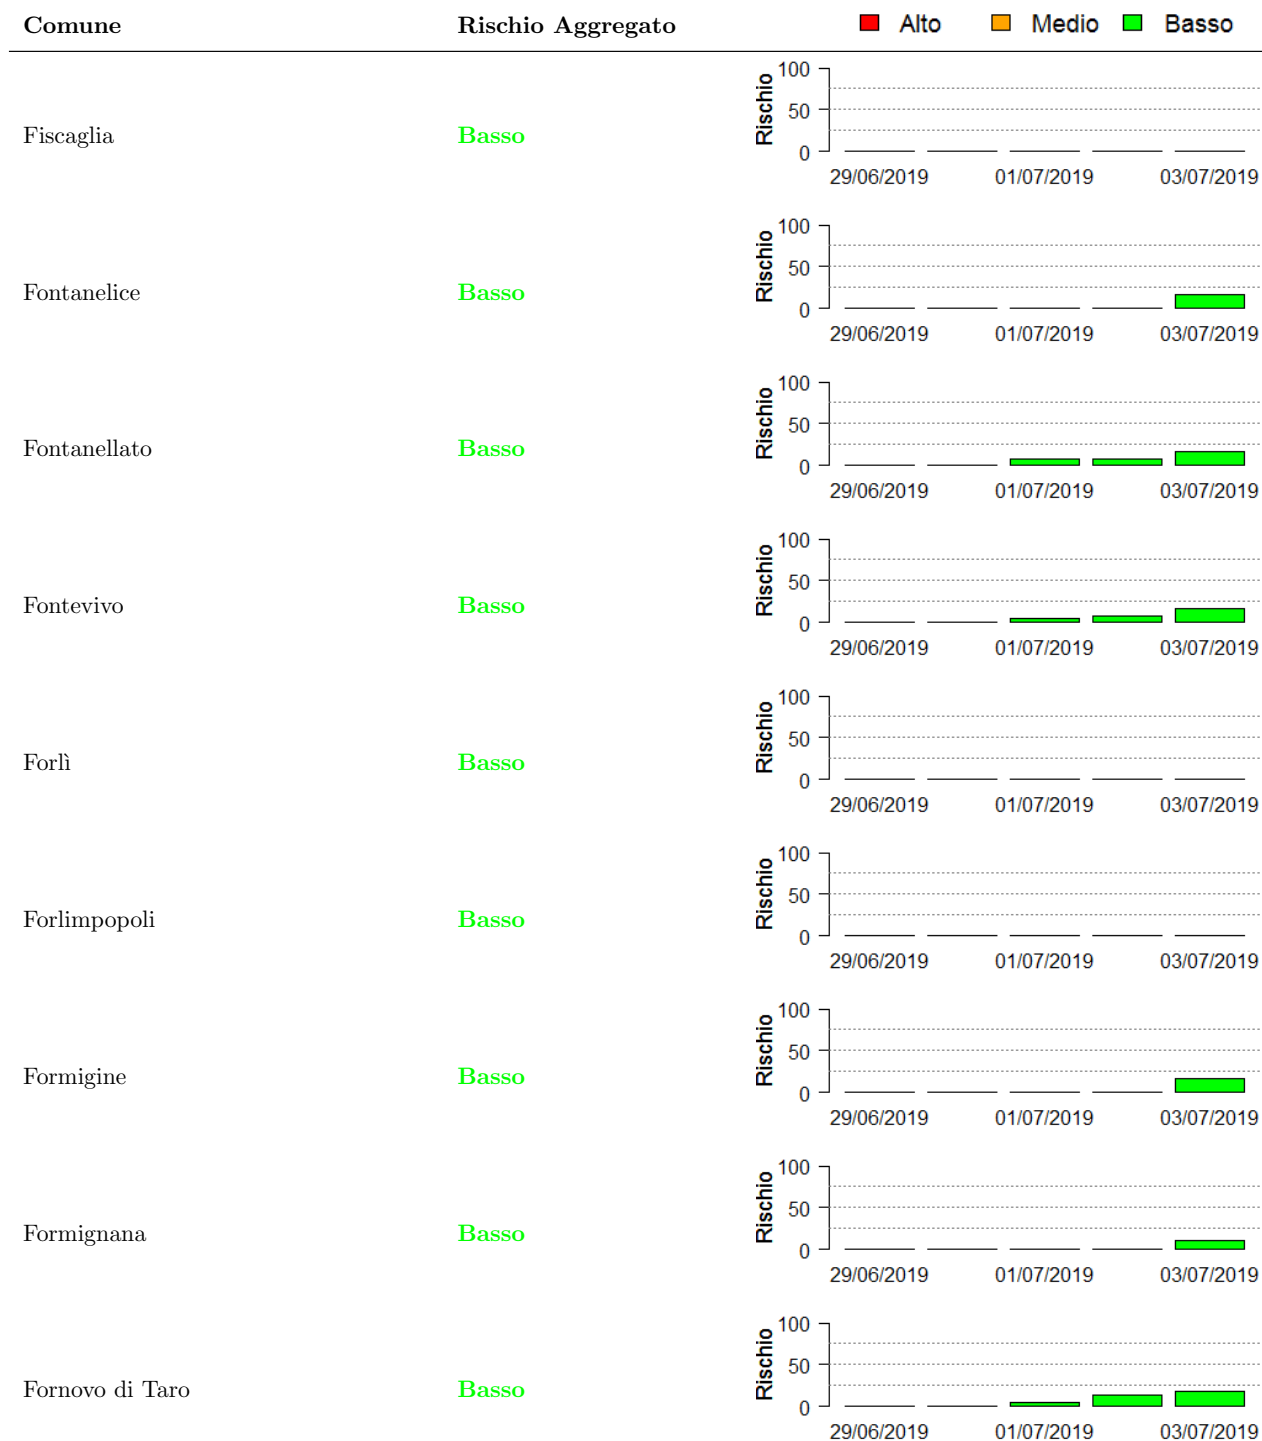 Comune Rischio Aggregato Alto Medio Basso
Rischio
100
50
0
Fiscaglia Basso
29/06/2019 01/07/2019 03/07/2019
Rischio
100
50
0
Fontanelice Basso
29/06/2019 01/07/2019 03/07/2019
Rischio
100
50
0
Fontanellato Basso
29/06/2019 01/07/2019 03/07/2019
Rischio
100
50
0
Fontevivo Basso
29/06/2019 01/07/2019 03/07/2019
Rischio
100
50
0
Forlì Basso
29/06/2019 01/07/2019 03/07/2019
Rischio
100
50
0
Forlimpopoli Basso
29/06/2019 01/07/2019 03/07/2019
Rischio
100
50
0
Formigine Basso
29/06/2019 01/07/2019 03/07/2019
Rischio
100
50
0
Formignana Basso
29/06/2019 01/07/2019 03/07/2019
Rischio
100
50
0
Fornovo di Taro Basso
29/06/2019 01/07/2019 03/07/2019